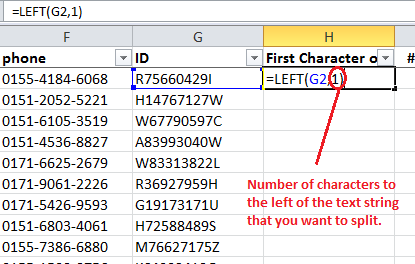 =LEFT(G2,1)
F G H
phone ID First Character o #
0155-4184-6068 R75660429I =LEFT(G2,1)
0151-2052-5221 H14767127W
0151-6105-3519 W67790597C
0151-4536-8827 A83993040W
0171-6625-2679 W83313822L
0171-9061-2226 R36927959H
0171-5426-9593 G19173171U
0151-6803-4061 H72588489S
0155-7386-6880 M76627175Z
Number of characters to
the left of the text string
that you want to split.